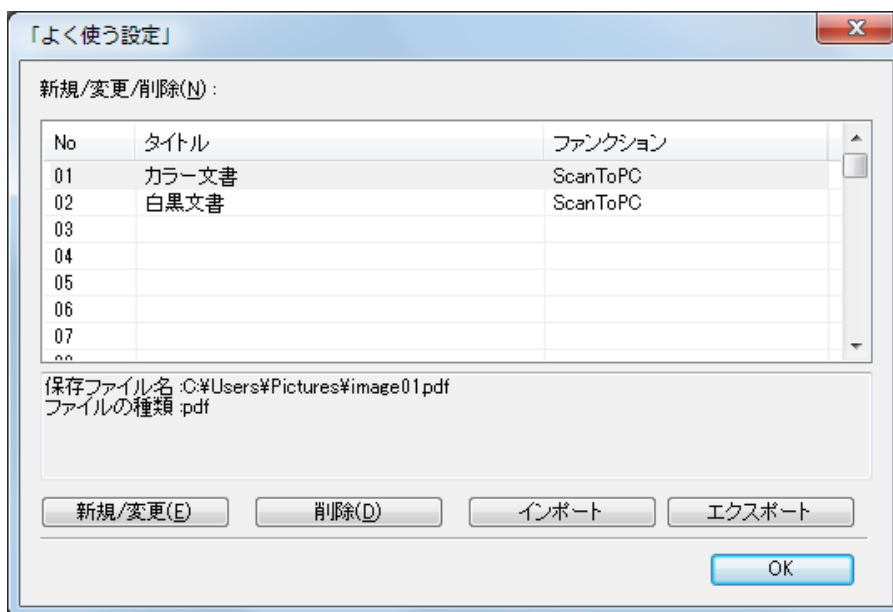 「よく使う設定」
新規/変更/削除(N) :
No タイトル ファンクション
01 カラー文書 ScanToPC
02 白黒文書 ScanToPC
03
04
05
06
07
保存ファイル名 :C:¥Users¥Pictures¥image01.pdf
ファイルの種類 :pdf
新規/変更(E) 削除(D) インポート エクスポート
OK